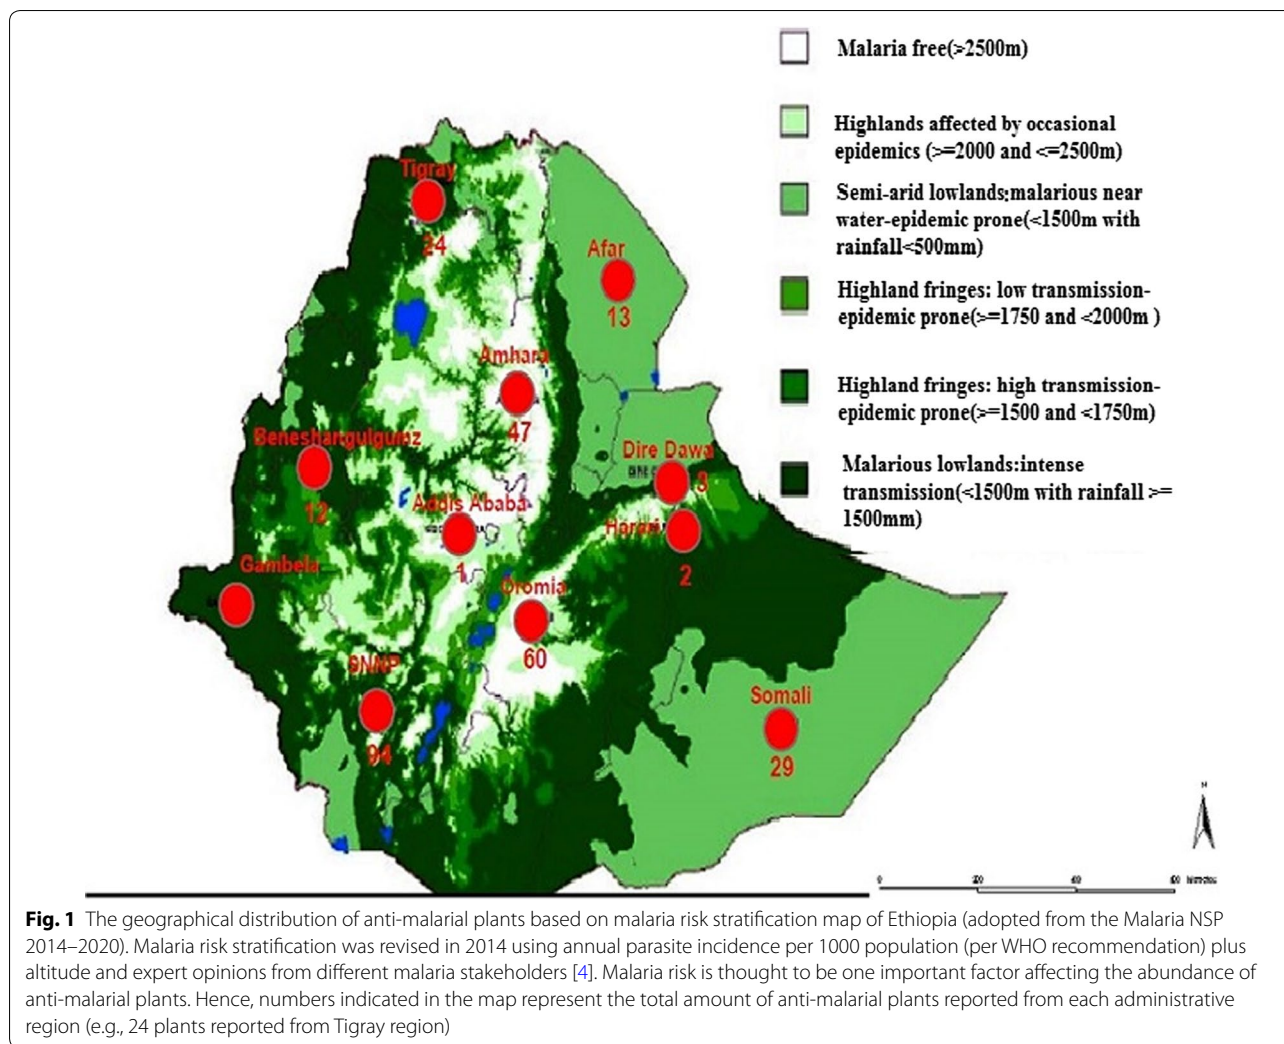 Malaria free(>2500m)
Highlands affected by occasional
epidemics (>=2000 and <=2500m)
Semi-arid lowlands:malarious near
water-epidemic prone(<1500m with
rainfall<500mm)
Highland fringes: low transmission-
epidemic prone(>=1750 and <2000m )
Highland fringes: high transmission-
epidemic prone(>=1500 and <1750m)
Malarious lowlands:intense
transmission(<1500m with rainfall >=
1500mm)
Tigray
24
Afar
13
Amhara
47
Beneshangulgumz
12
Dire Dawa
3
Addis Ababa
1
Harari
2
Gambela
Oromia
60
SNNP
94
Somali
29
N
0
Fig. 1 The geographical distribution of anti-malarial plants based on malaria risk stratification map of Ethiopia (adopted from the Malaria NSP
2014–2020). Malaria risk stratification was revised in 2014 using annual parasite incidence per 1000 population (per WHO recommendation) plus
altitude and expert opinions from different malaria stakeholders [4]. Malaria risk is thought to be one important factor affecting the abundance of
anti-malarial plants. Hence, numbers indicated in the map represent the total amount of anti-malarial plants reported from each administrative
region (e.g., 24 plants reported from Tigray region)